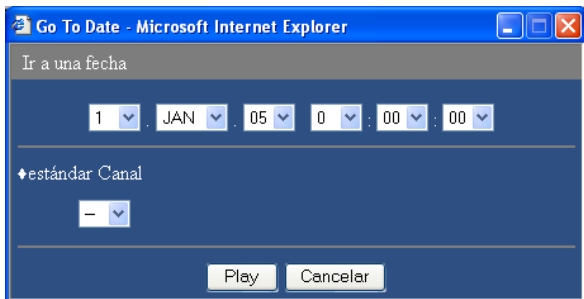 Go To Date - Microsoft Internet Explorer
Ir a una fecha
1 . JAN . 05 0 : 00 : 00
♦estándar Canal
–
Play Cancelar